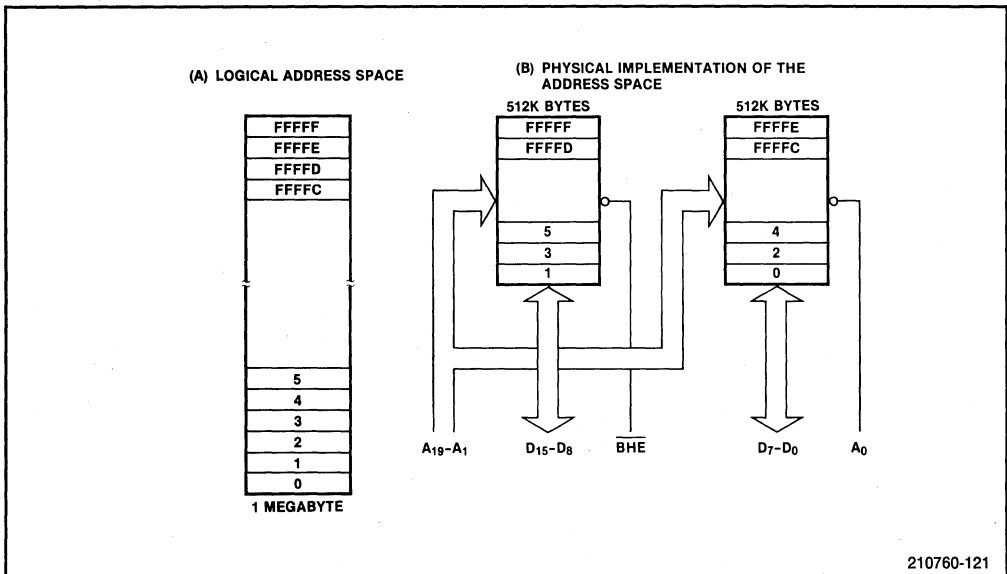 (A) LOGICAL ADDRESS SPACE
FFFFF
FFFFE
FFFFD
FFFFC
5
4
3
2
1
0
1 MEGABYTE
(B) PHYSICAL IMPLEMENTATION OF THE
ADDRESS SPACE
512K BYTES
FFFFF
FFFFD
5
3
1
512K BYTES
FFFFE
FFFFC
4
2
0
A₁₉-A₁
D₁₅-D₈
B̅H̅E̅
D₇-D₀
A₀
210760-121